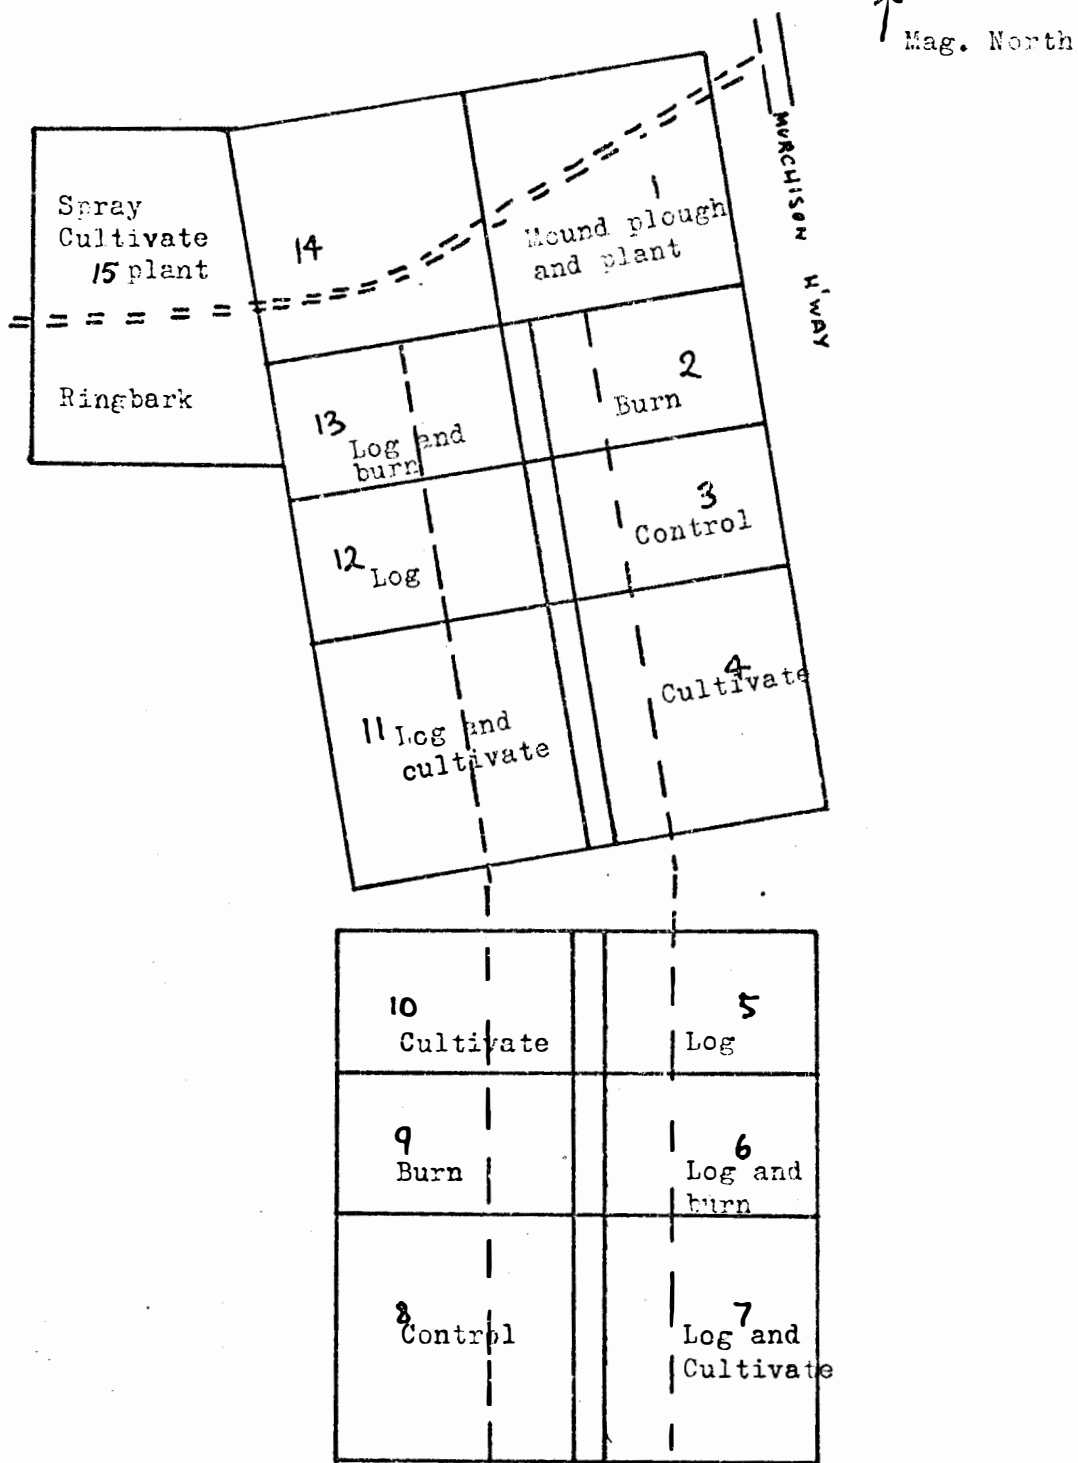 Mag. North
MURCHISON H'WAY
Spray
Cultivate
15 plant
Ringbark
14
1
Mound plough
and plant
13
Log and
burn
2
Burn
12 Log
3
Control
11 Log and
cultivate
4
Cultivate
10
Cultivate
5
Log
9
Burn
6
Log and
burn
8
Control
7
Log and
Cultivate